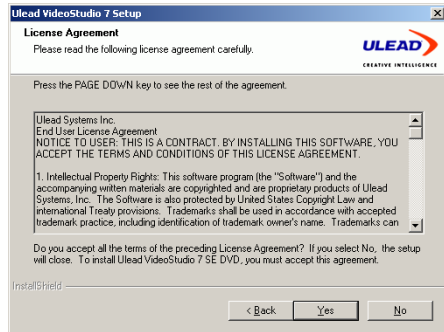 Ulead VideoStudio 7 Setup
License Agreement
Please read the following license agreement carefully.
ULEAD
CREATIVE INTELLIGENCE
Press the PAGE DOWN key to see the rest of the agreement.
Ulead Systems Inc.
End User License Agreement
NOTICE TO USER: THIS IS A CONTRACT. BY INSTALLING THIS SOFTWARE, YOU
ACCEPT THE TERMS AND CONDITIONS OF THIS LICENSE AGREEMENT.
1. Intellectual Property Rights: This software program (the "Software") and the
accompanying written materials are copyrighted and are proprietary products of Ulead
Systems, Inc. The Software is also protected by United States Copyright Law and
international Treaty provisions. Trademarks shall be used in accordance with accepted
trademark practice, including identification of trademark owner's name. Trademarks can
Do you accept all the terms of the preceding License Agreement? If you select No, the setup
will close. To install Ulead VideoStudio 7 SE DVD, you must accept this agreement.
InstallShield
< Back Yes No